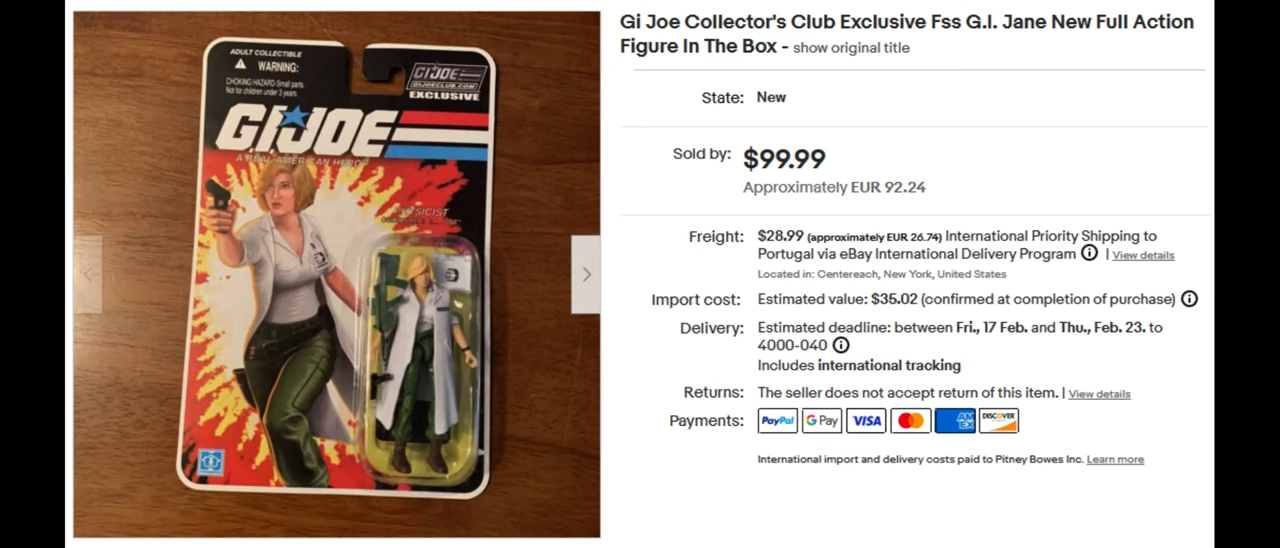 ADULT COLLECTIBLE
WARNING:
CHOKING HAZARD-Small parts.
Not for children under 3 years.
GIJOE
GIJOECLUB.COM
EXCLUSIVE
GIJOE
A REAL AMERICAN HERO
PHYSICIST
Gi Joe Collector's Club Exclusive Fss G.I. Jane New Full Action
Figure In The Box - show original title
State: New
Sold by: $99.99
Approximately EUR 92.24
Freight: $28.99 (approximately EUR 26.74) International Priority Shipping to
Portugal via eBay International Delivery Program | View details
Located in: Centereach, New York, United States
Import cost: Estimated value: $35.02 (confirmed at completion of purchase)
Delivery: Estimated deadline: between Fri., 17 Feb. and Thu., Feb. 23. to
4000-040
Includes international tracking
Returns: The seller does not accept return of this item. | View details
Payments: PayPal G Pay VISA AM EX DISCOVER
International import and delivery costs paid to Pitney Bowes Inc. Learn more